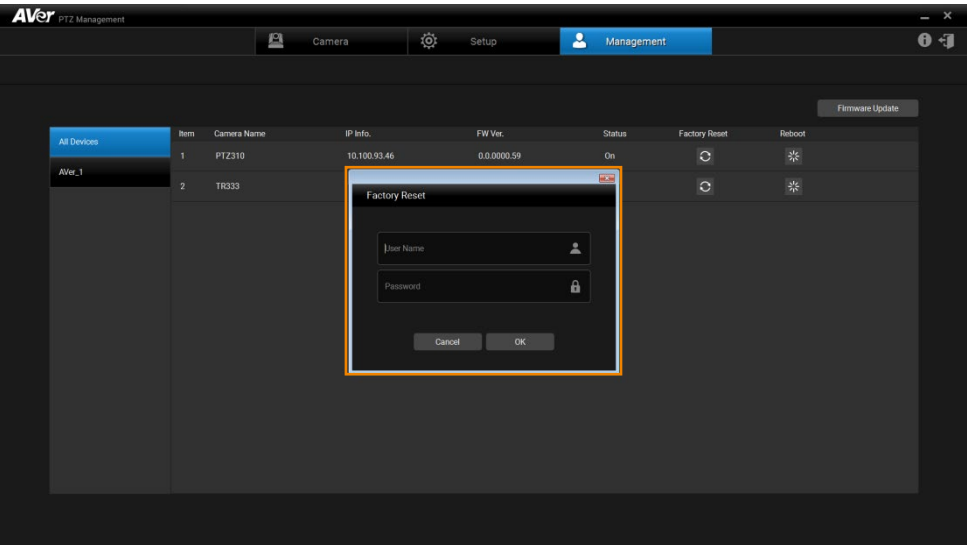 AVer PTZ Management
Camera Setup Management
Firmware Update
All Devices
AVer_1
Item Camera Name IP Info. FW Ver. Status Factory Reset Reboot
1 PTZ310 10.100.93.46 0.0.0000.59 On
2 TR333
Factory Reset
User Name
Password
Cancel OK